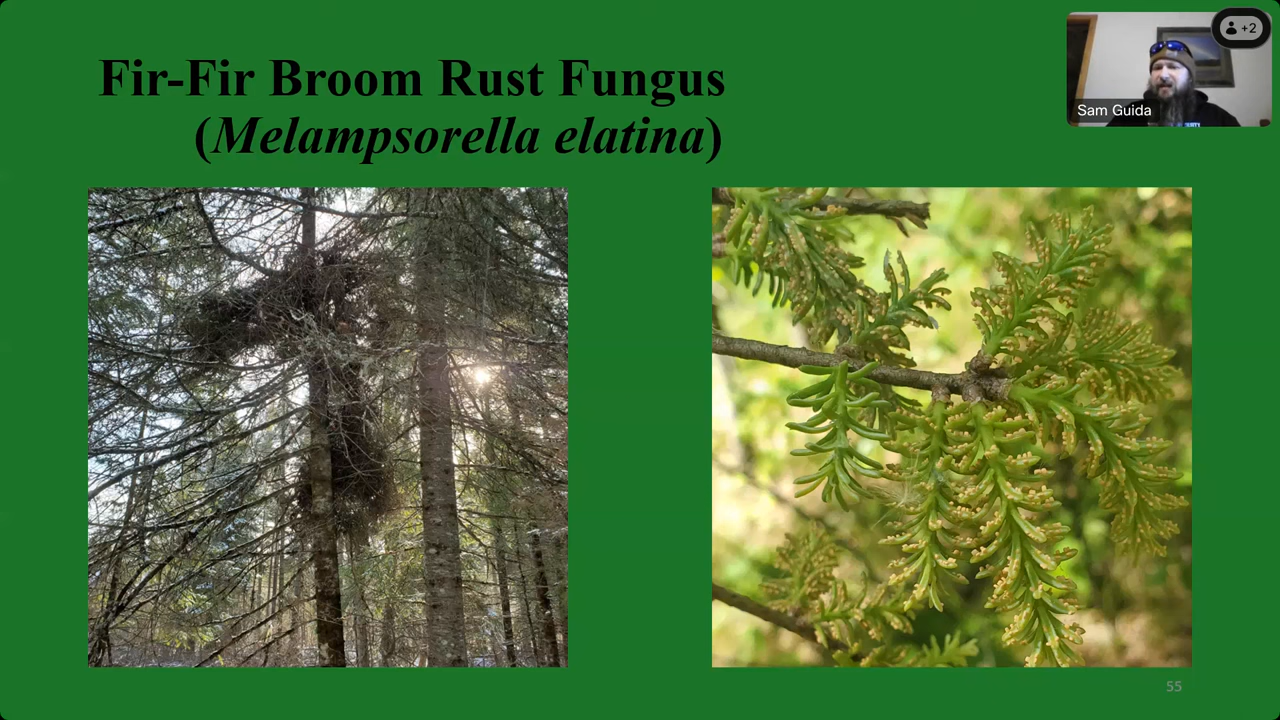 Fir-Fir Broom Rust Fungus
(Melampsorella elatina)
+2
Sam Guida
55